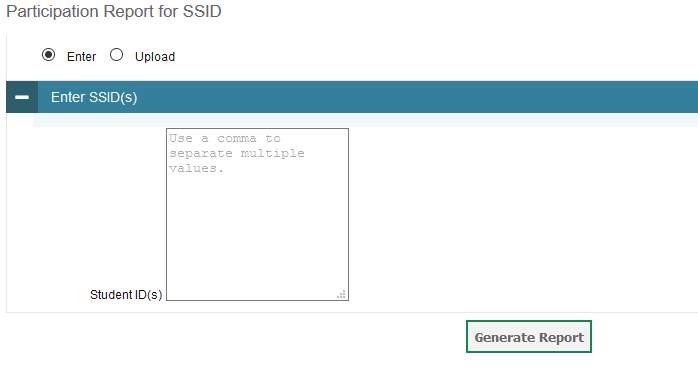 Participation Report for SSID
Enter Upload
Enter SSID(s)
Use a comma to
separate multiple
values.
Student ID(s)
Generate Report